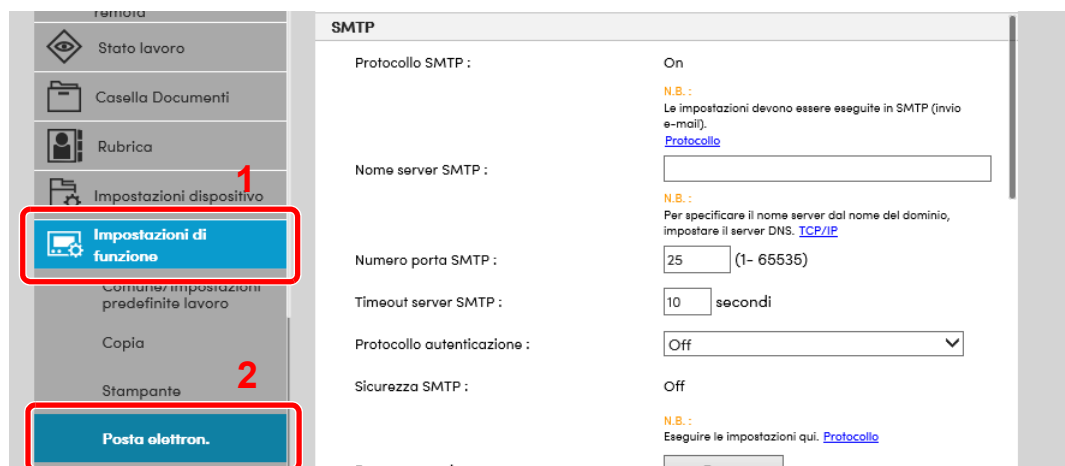 remota
Stato lavoro
Casella Documenti
Rubrica
1
Impostazioni dispositivo
Impostazioni di
funzione
Comune/Impostazioni
predefinite lavoro
Copia
2
Stampante
Posta elettron.
SMTP
Protocollo SMTP :
On
N.B. :
Le impostazioni devono essere eseguite in SMTP (invio
e-mail).
Protocollo
Nome server SMTP :
N.B. :
Per specificare il nome server dal nome del dominio,
impostare il server DNS. TCP/IP
Numero porta SMTP :
25 (1- 65535)
Timeout server SMTP :
10 secondi
Protocollo autenticazione :
Off
Sicurezza SMTP :
Off
N.B. :
Eseguire le impostazioni qui. Protocollo